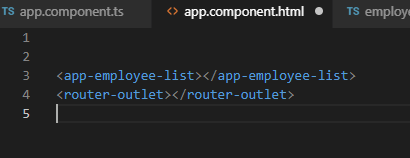 TS app.component.ts
<> app.component.html
TS employe
1
2
3 <app-employee-list></app-employee-list>
4 <router-outlet></router-outlet>
5